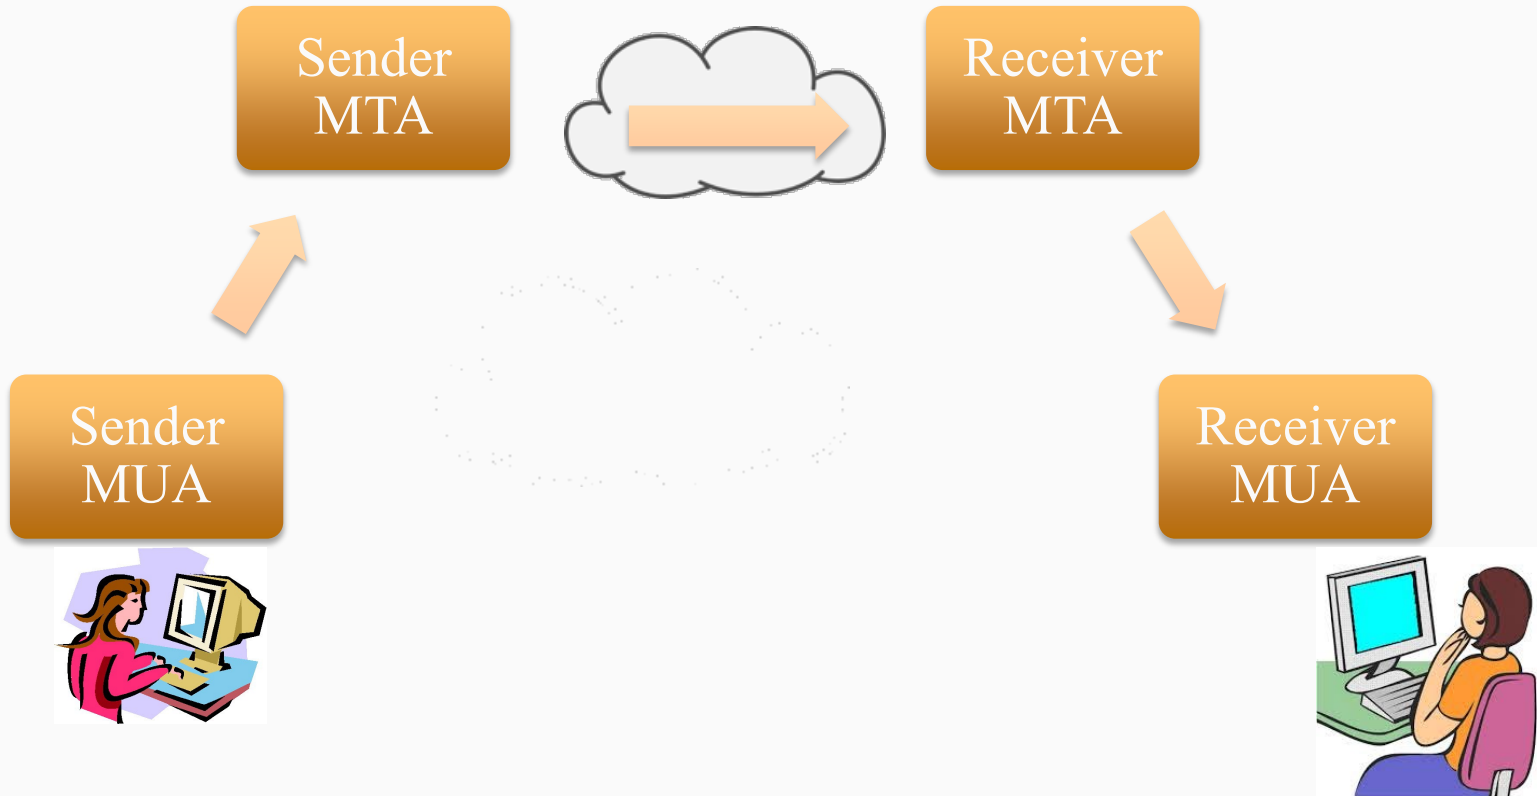 Sender
MTA
Receiver
MTA
Sender
MUA
Receiver
MUA